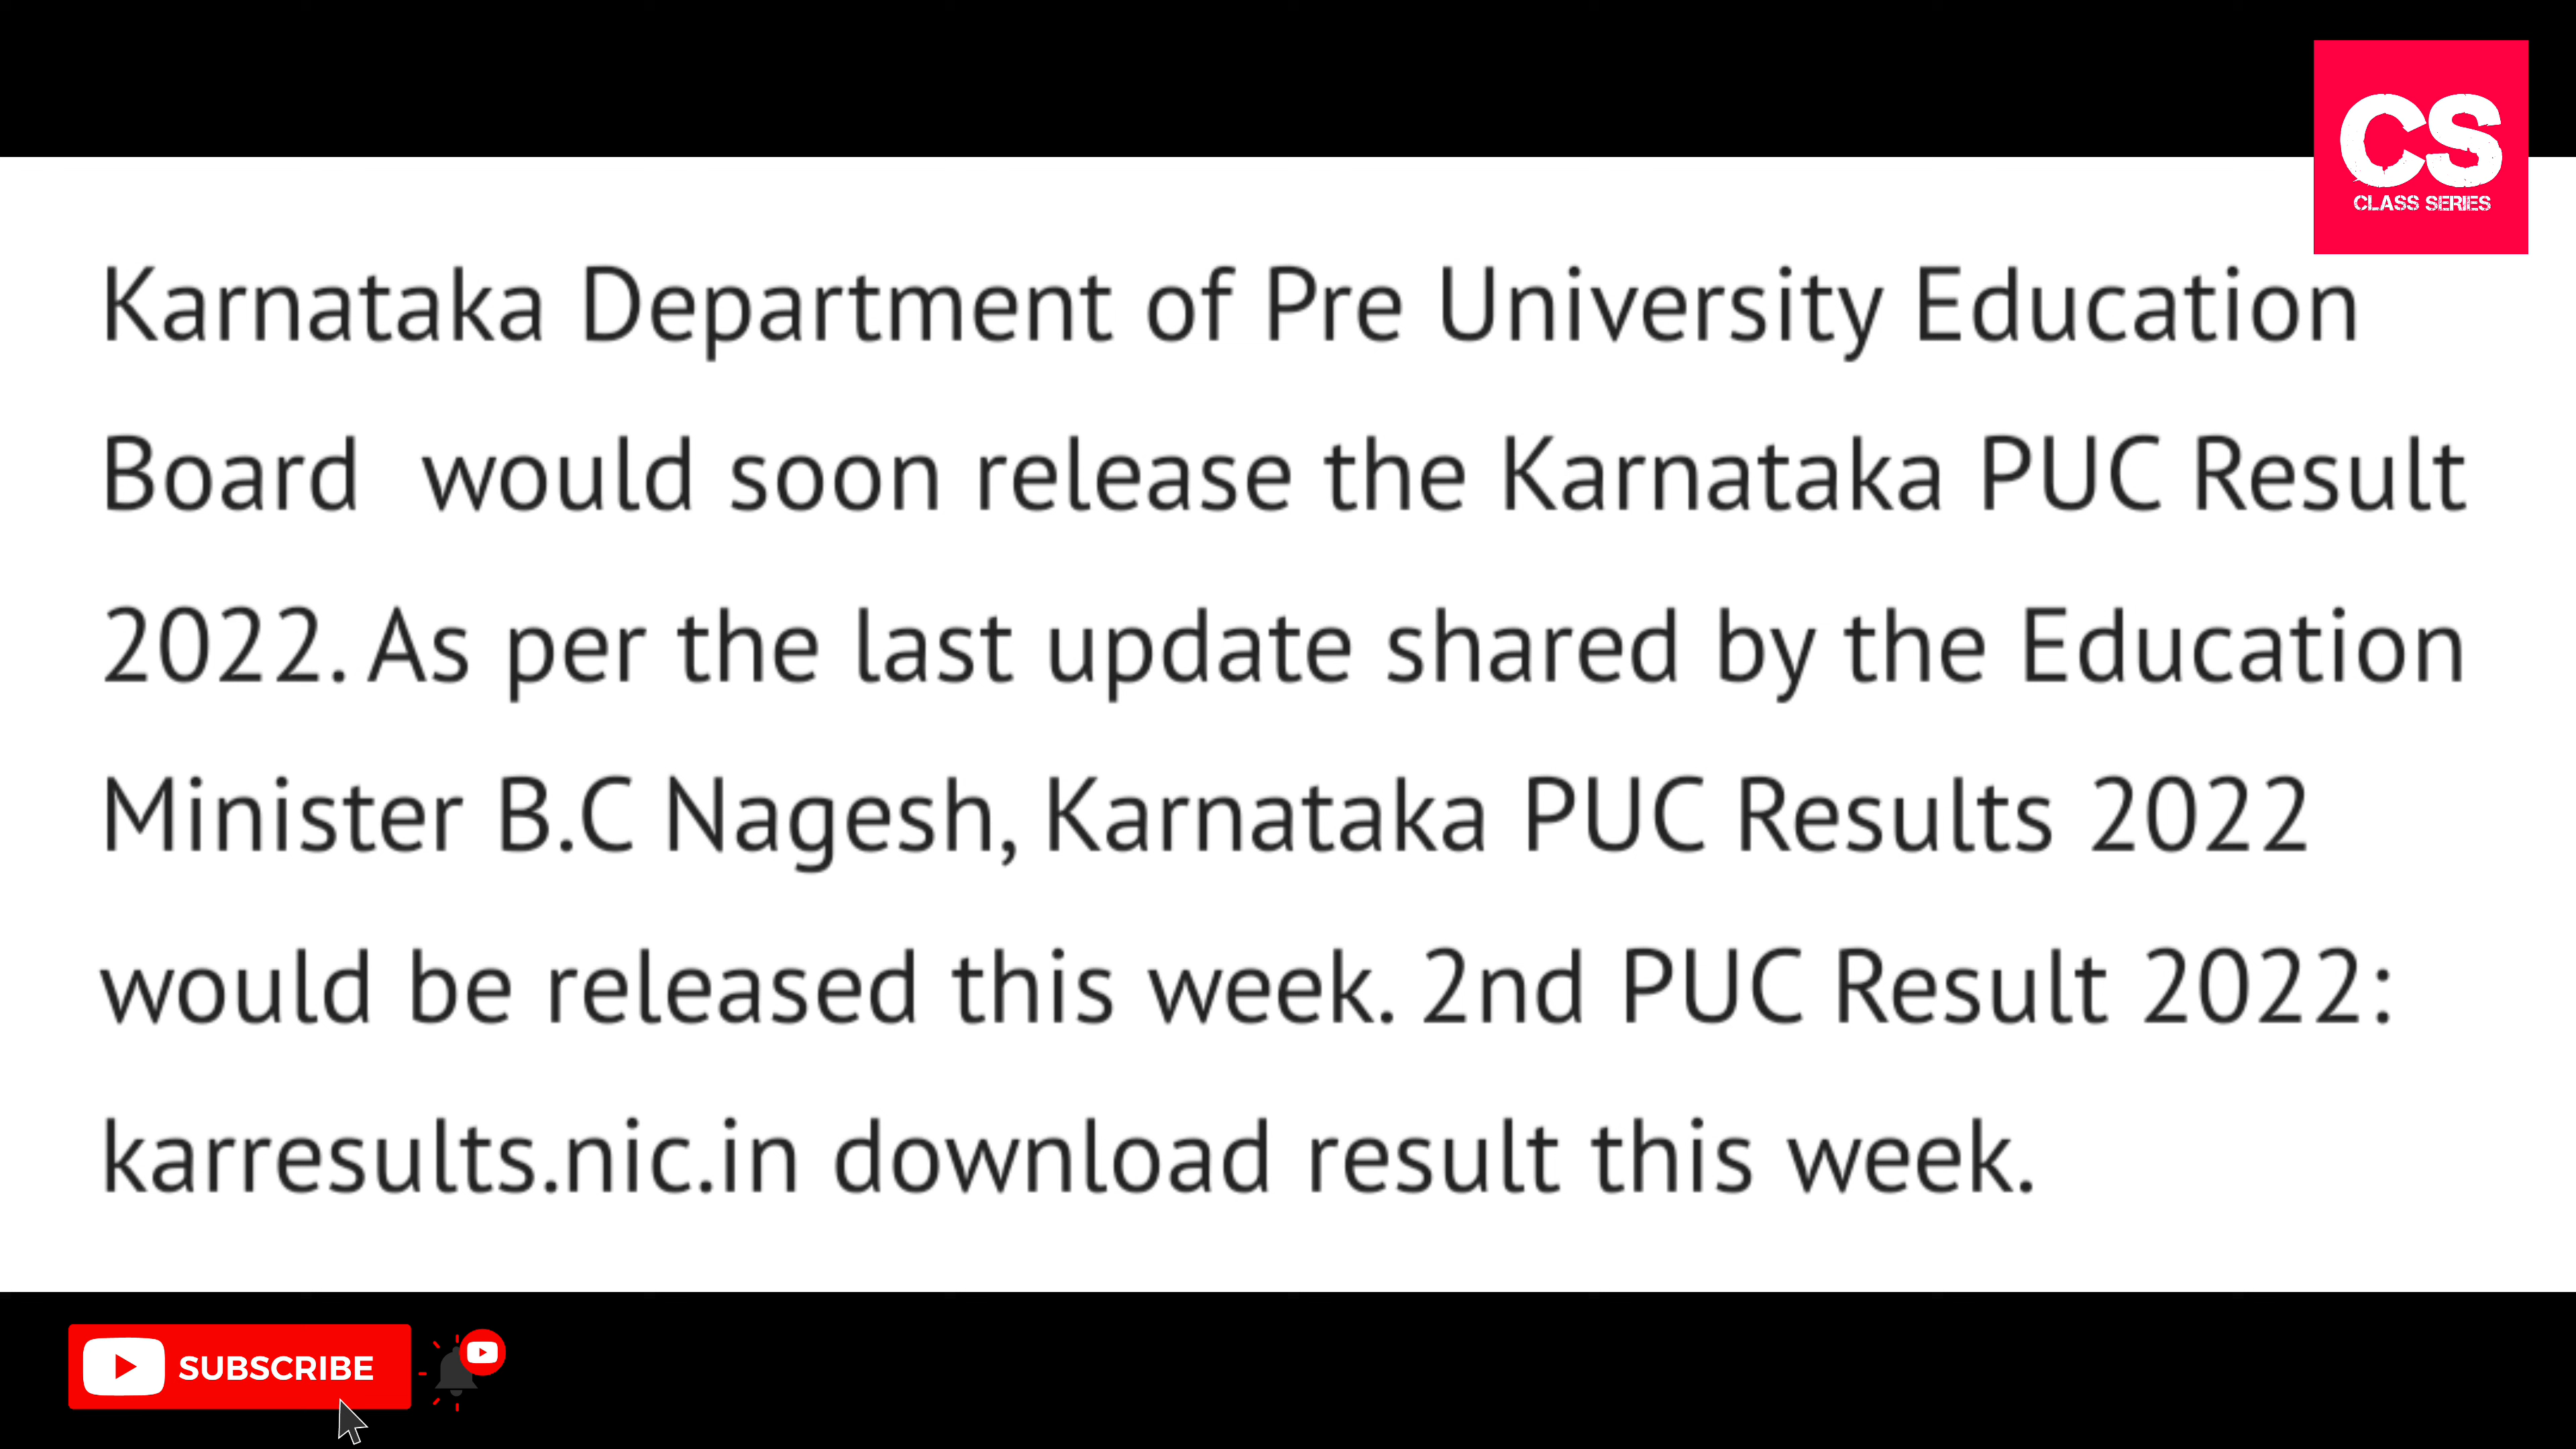 CS
CLASS SERIES
Karnataka Department of Pre University Education
Board would soon release the Karnataka PUC Result
2022. As per the last update shared by the Education
Minister B.C Nagesh, Karnataka PUC Results 2022
would be released this week. 2nd PUC Result 2022:
karresults.nic.in download result this week.
SUBSCRIBE